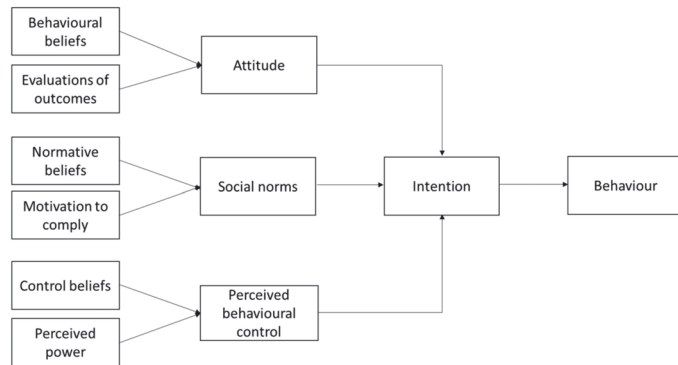 Behavioural
beliefs
Evaluations of
outcomes
Attitude
Normative
beliefs
Motivation to
comply
Social norms
Intention
Behaviour
Control beliefs
Perceived
power
Perceived
behavioural
control